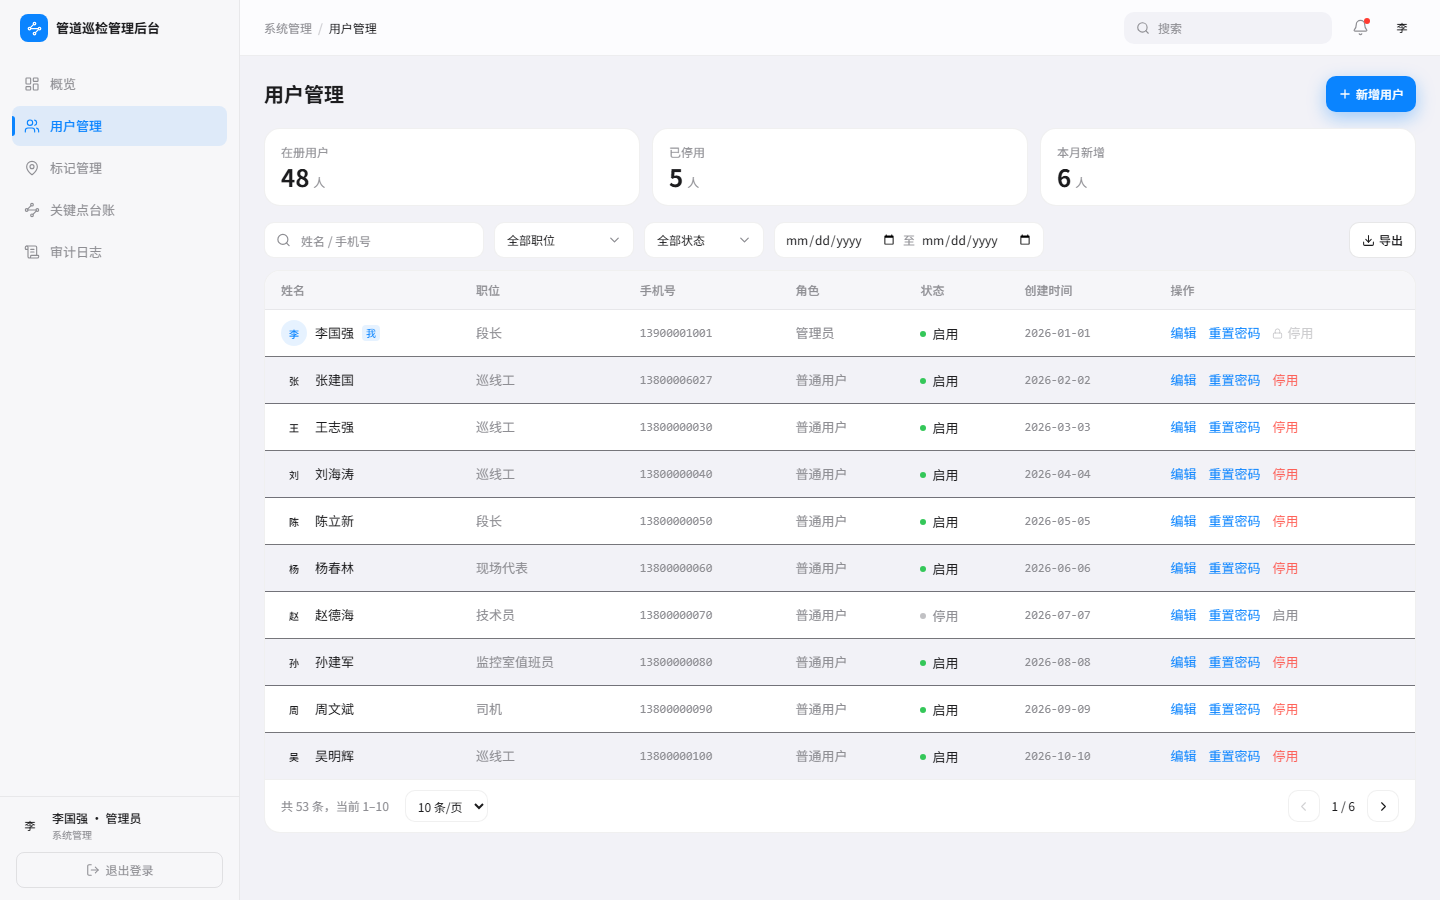 管道巡检管理后台
系统管理 / 用户管理
搜索
李
概览
用户管理
标记管理
关键点台账
审计日志
用户管理
新增用户
在册用户
48 人
已停用
5 人
本月新增
6 人
姓名 / 手机号
全部职位
全部状态
mm/dd/yyyy 至 mm/dd/yyyy
导出
姓名 职位 手机号 角色 状态 创建时间 操作
李 李国强 我 段长 13900001001 管理员 启用 2026-01-01 编辑 重置密码 停用
张 张建国 巡线工 13800006027 普通用户 启用 2026-02-02 编辑 重置密码 停用
王 王志强 巡线工 13800000030 普通用户 启用 2026-03-03 编辑 重置密码 停用
刘 刘海涛 巡线工 13800000040 普通用户 启用 2026-04-04 编辑 重置密码 停用
陈 陈立新 段长 13800000050 普通用户 启用 2026-05-05 编辑 重置密码 停用
杨 杨春林 现场代表 13800000060 普通用户 启用 2026-06-06 编辑 重置密码 停用
赵 赵德海 技术员 13800000070 普通用户 停用 2026-07-07 编辑 重置密码 启用
孙 孙建军 监控室值班员 13800000080 普通用户 启用 2026-08-08 编辑 重置密码 停用
周 周文斌 司机 13800000090 普通用户 启用 2026-09-09 编辑 重置密码 停用
吴 吴明辉 巡线工 13800000100 普通用户 启用 2026-10-10 编辑 重置密码 停用
共 53 条，当前 1–10
10 条/页
1 / 6
李
李国强 · 管理员
系统管理
退出登录